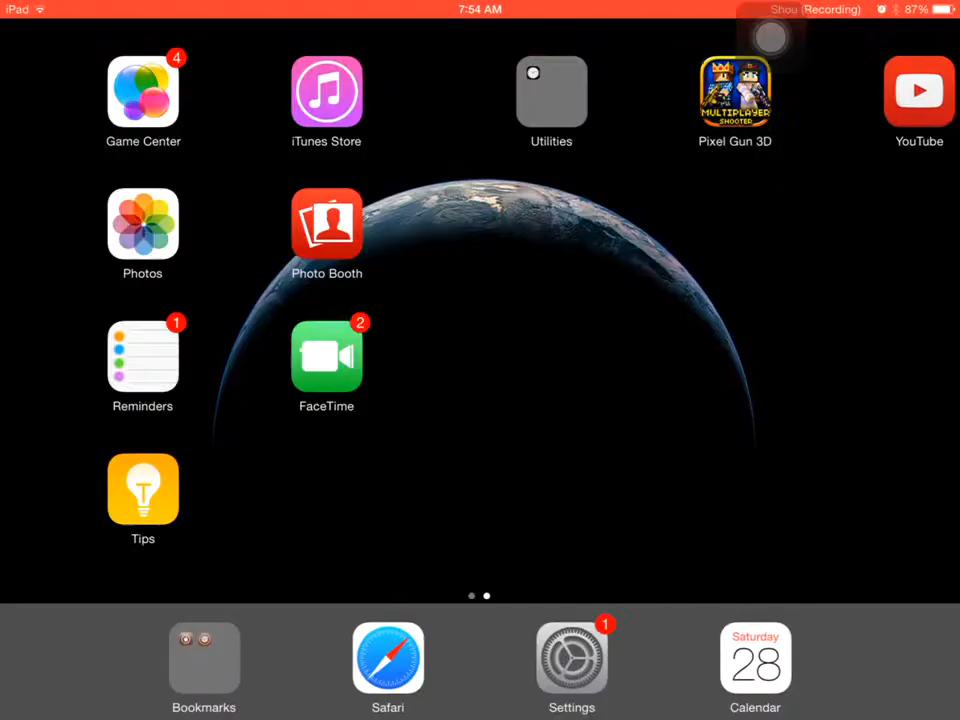 iPad 7:54 AM Shou (Recording) 87%
4
Game Center iTunes Store Utilities Pixel Gun 3D YouTube
MULTIPLAYER
SHOOTER
Photos Photo Booth
1 2
Reminders FaceTime
Tips
1
Saturday
28
Bookmarks Safari Settings Calendar